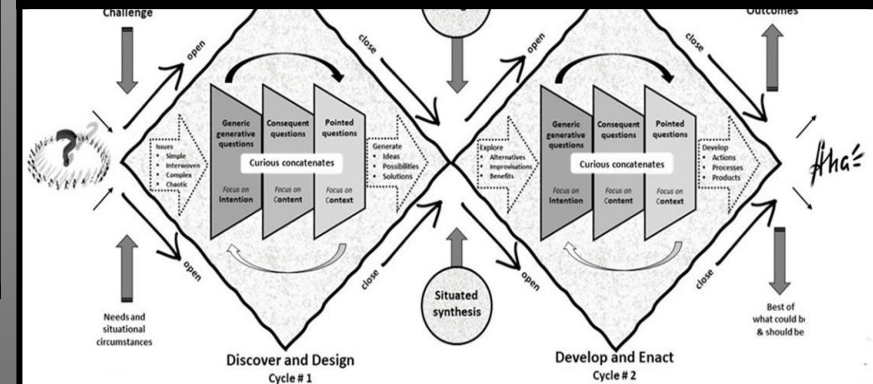 Challenge
Outcomes
open
close
open
close
Issues
• Simple
• Interwoven
• Complex
• Chaotic
Generic
generative
questions
Consequent
questions
Pointed
questions
Curious concatenates
Focus on
Intention
Focus on
Content
Focus on
Context
Generate
• Ideas
• Possibilities
• Solutions
Explore
• Alternatives
• Improvisations
• Benefits
Generic
generative
questions
Consequent
questions
Pointed
questions
Curious concatenates
Focus on
Intention
Focus on
Content
Focus on
Context
Develop
• Actions
• Processes
• Products
?
Aha
open
close
open
close
Needs and
situational
circumstances
Situated
synthesis
Best of
what could be
& should be
Discover and Design
Cycle # 1
Develop and Enact
Cycle # 2